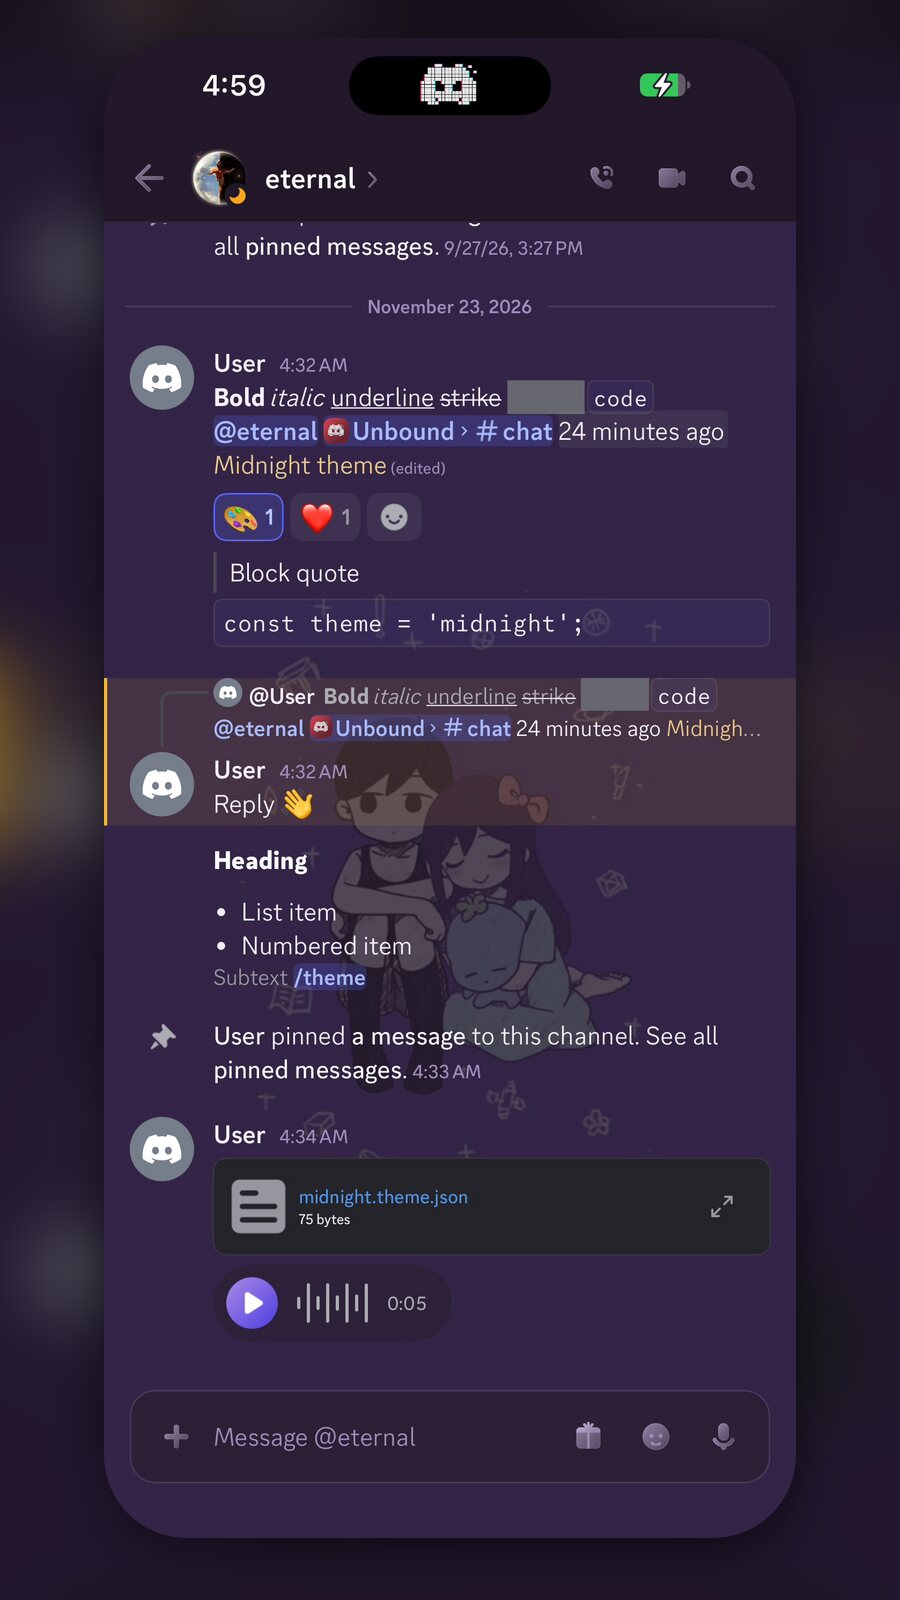 4:59
eternal
all pinned messages. 9/27/26, 3:27 PM
November 23, 2026
User 4:32 AM
Bold italic underline strike code
@eternal Unbound › # chat 24 minutes ago
Midnight theme (edited)
1 1
Block quote
const theme = 'midnight';
@User Bold italic underline strike code
@eternal Unbound › # chat 24 minutes ago Midnigh...
User 4:32 AM
Reply 👋
Heading
• List item
• Numbered item
Subtext /theme
User pinned a message to this channel. See all
pinned messages. 4:33 AM
User 4:34 AM
midnight.theme.json
75 bytes
0:05
Message @eternal